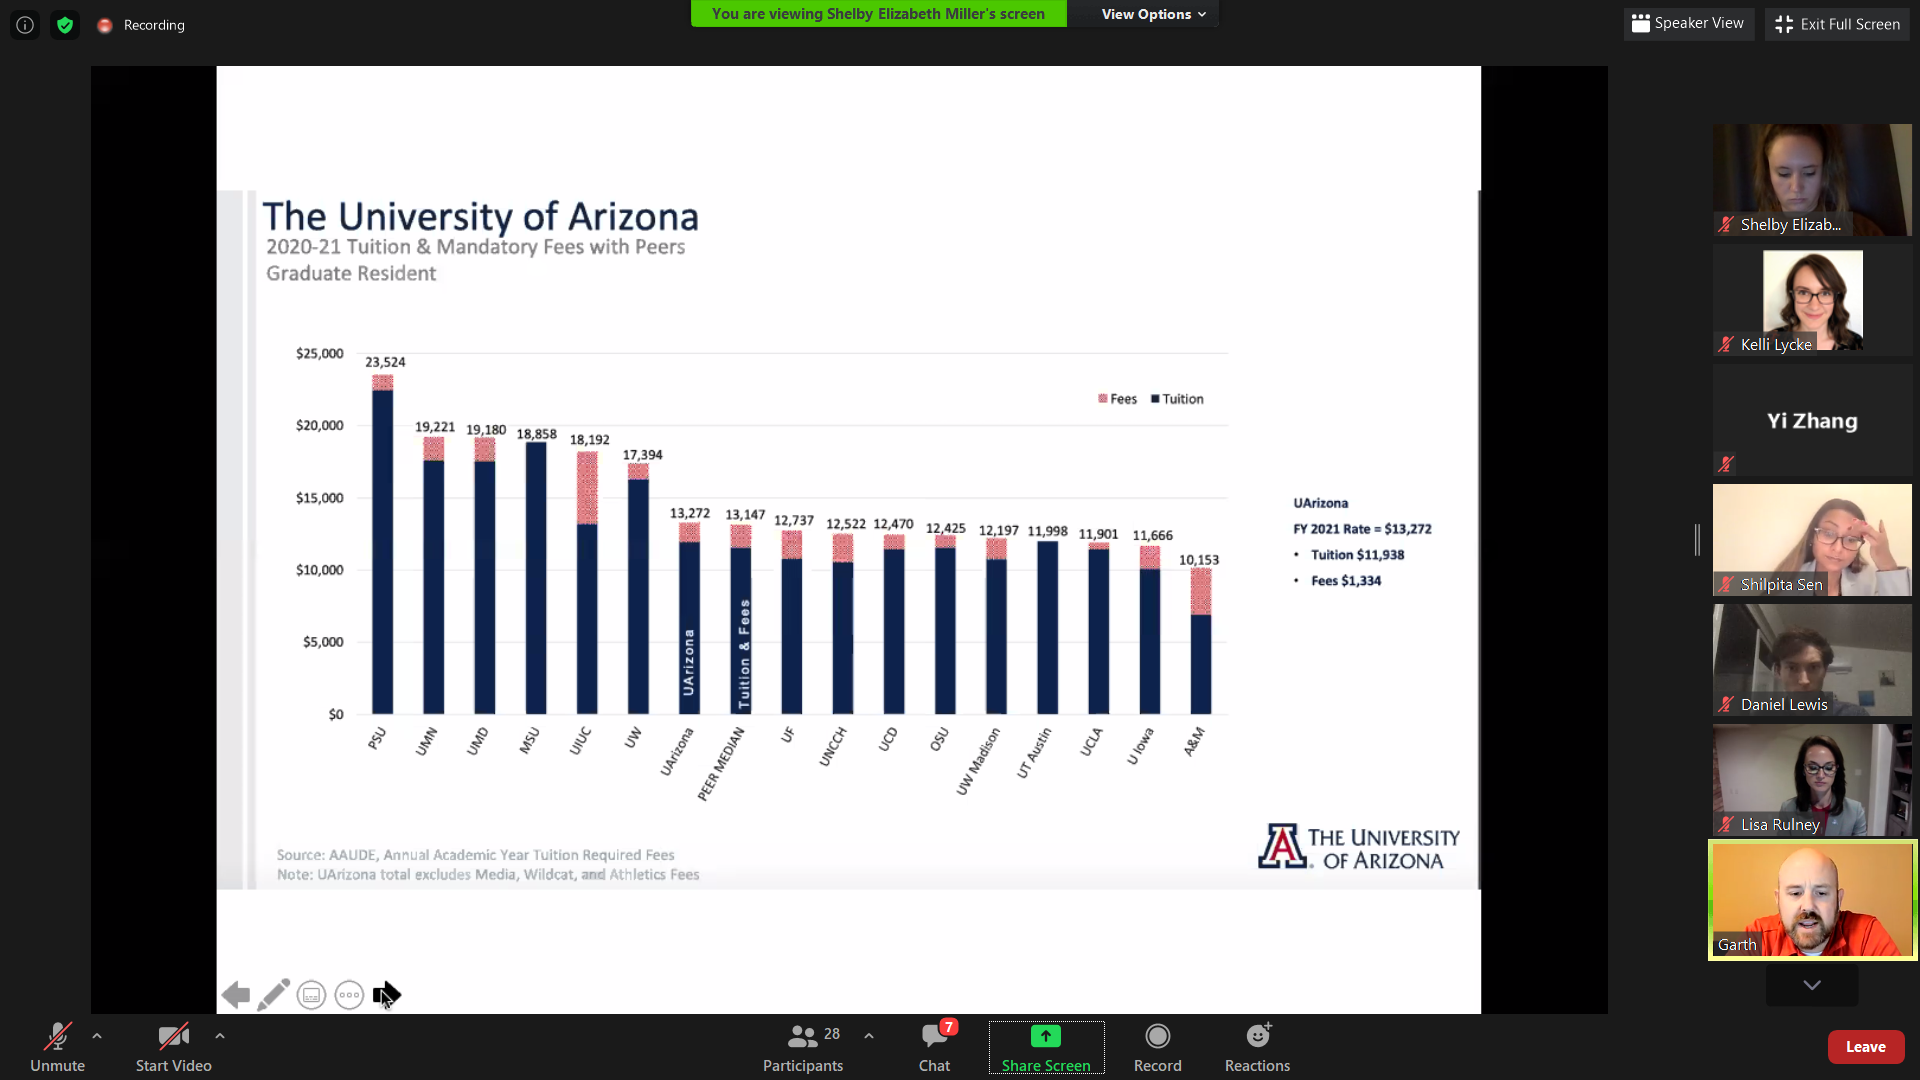 Recording
You are viewing Shelby Elizabeth Miller's screen
View Options
Speaker View
Exit Full Screen
The University of Arizona
2020-21 Tuition & Mandatory Fees with Peers
Graduate Resident
$25,000
$20,000
$15,000
$10,000
$5,000
$0
Fees
Tuition
23,524
19,221
19,180
18,858
18,192
17,394
13,272
13,147
12,737
12,522
12,470
12,425
12,197
11,998
11,901
11,666
10,153
UArizona
Tuition & Fees
PSU
UMN
UMD
MSU
UIUC
UW
UArizona
PEER MEDIAN
UF
UNCCH
UCD
OSU
UW Madison
UT Austin
UCLA
U Iowa
A&M
UArizona
FY 2021 Rate = $13,272
• Tuition $11,938
• Fees $1,334
Source: AAUDE, Annual Academic Year Tuition Required Fees
Note: UArizona total excludes Media, Wildcat, and Athletics Fees
A
THE UNIVERSITY
OF ARIZONA
Shelby Elizab...
Kelli Lycke
Yi Zhang
Shilpita Sen
Daniel Lewis
Lisa Rulney
Garth
Unmute
Start Video
28
Participants
7
Chat
Share Screen
Record
Reactions
Leave